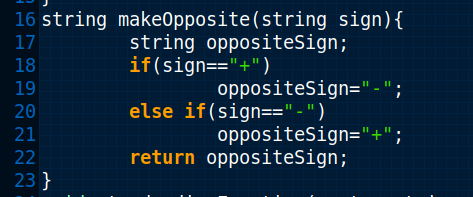 16 string makeOpposite(string sign){
17 string oppositeSign;
18 if(sign=="+")
19 oppositeSign="-";
20 else if(sign=="-")
21 oppositeSign="+";
22 return oppositeSign;
23 }